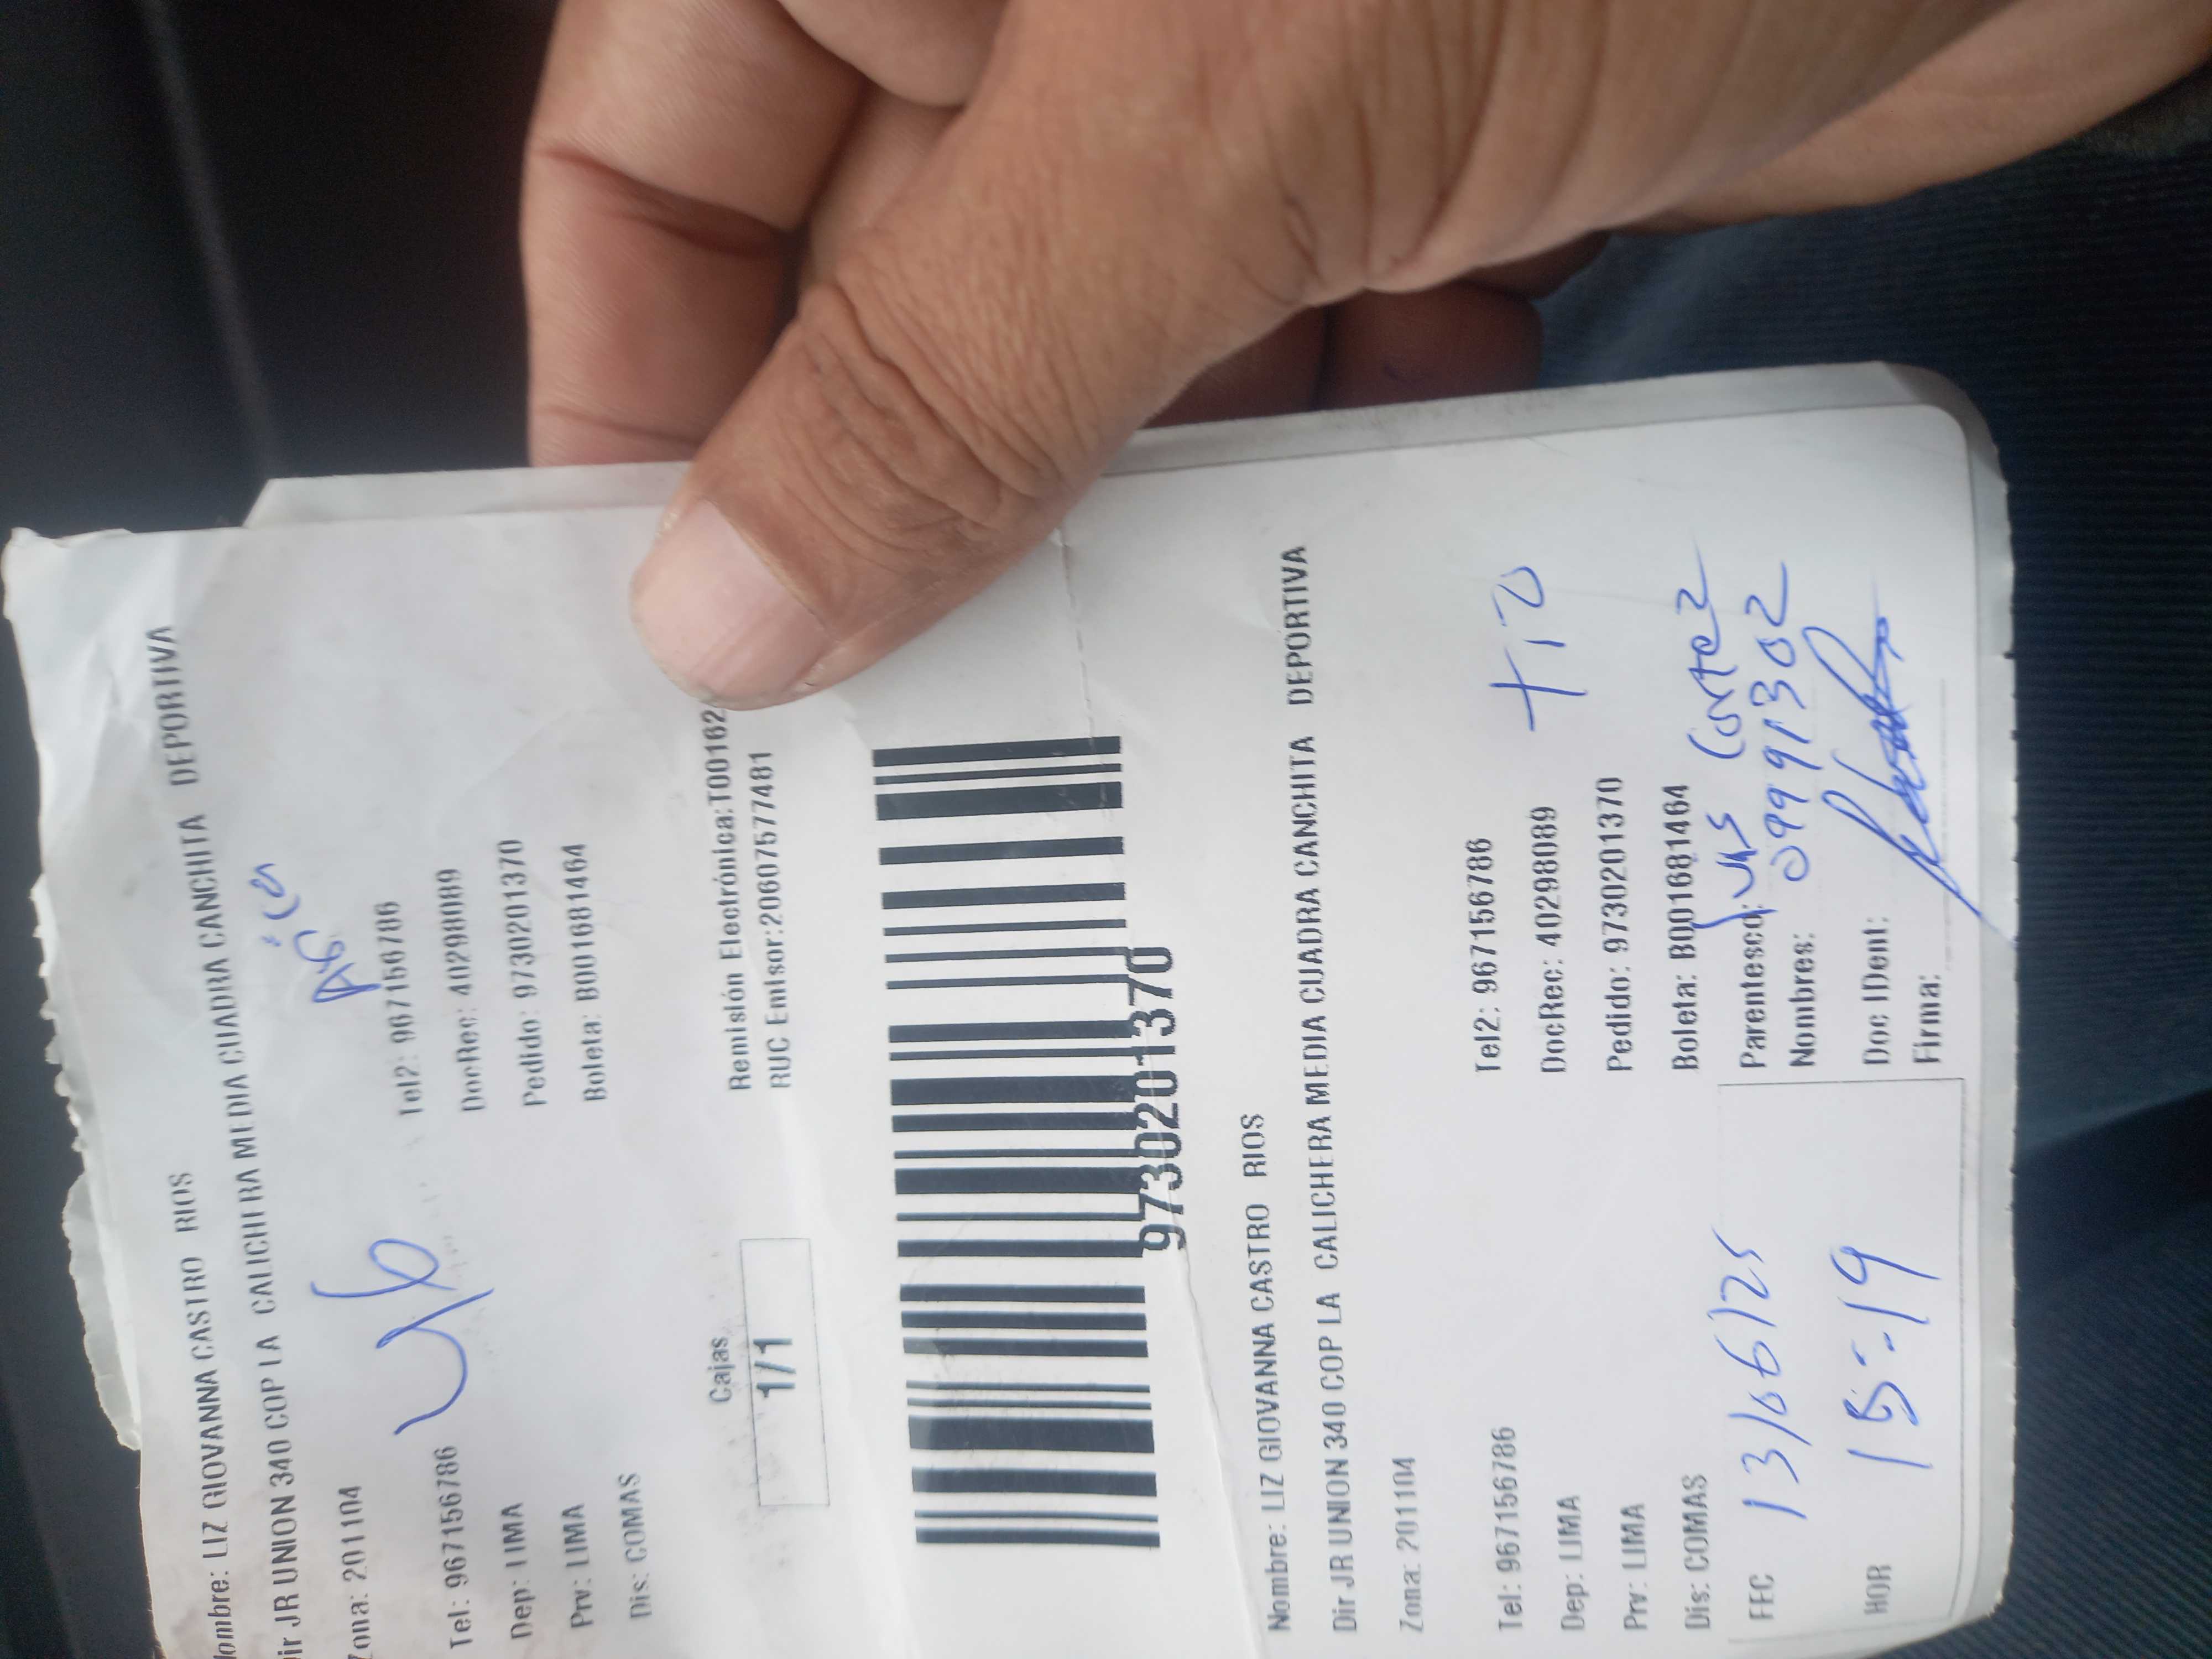 Nombre: LIZ GIOVANNA CASTRO RIOS
Dir JR UNION 340 COP LA CALICHERA MEDIA CUADRA CANCHITA DEPORTIVA
Zona: 201104
Tel: 967156786 Tel2: 967156786
Dep: LIMA DocRec: 40298089
Prv: LIMA Pedido: 9730201370
Dis: COMAS Boleta: B001681464
Cajas
1/1
Remisión Electrónica:T00162
RUC Emisor:20607577481
9730201370
Nombre: LIZ GIOVANNA CASTRO RIOS
Dir JR UNION 340 COP LA CALICHERA MEDIA CUADRA CANCHITA DEPORTIVA
Zona: 201104
Tel: 967156786 Tel2: 967156786
tio
Dep: LIMA DocRec: 40298089
Prv: LIMA Pedido: 9730201370
Dis: COMAS Boleta: B001681464
FEC 13/06/25 Parentesco:
Nombres: Cortez
09991302
HOR 15:19 Doc IDent:
Firma: